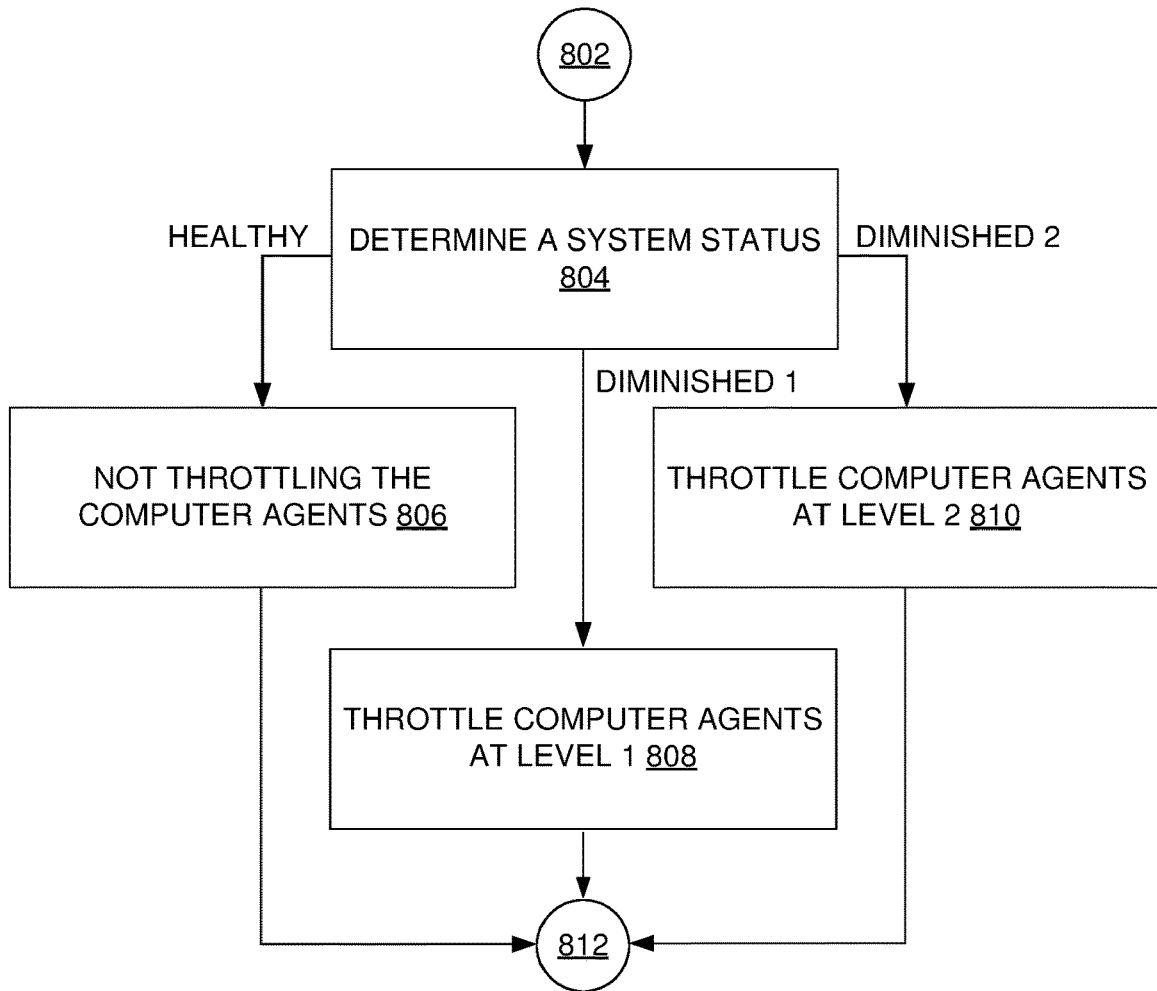 802
HEALTHY
DETERMINE A SYSTEM STATUS
804
DIMINISHED 2
DIMINISHED 1
NOT THROTTLING THE
COMPUTER AGENTS 806
THROTTLE COMPUTER AGENTS
AT LEVEL 2 810
THROTTLE COMPUTER AGENTS
AT LEVEL 1 808
812